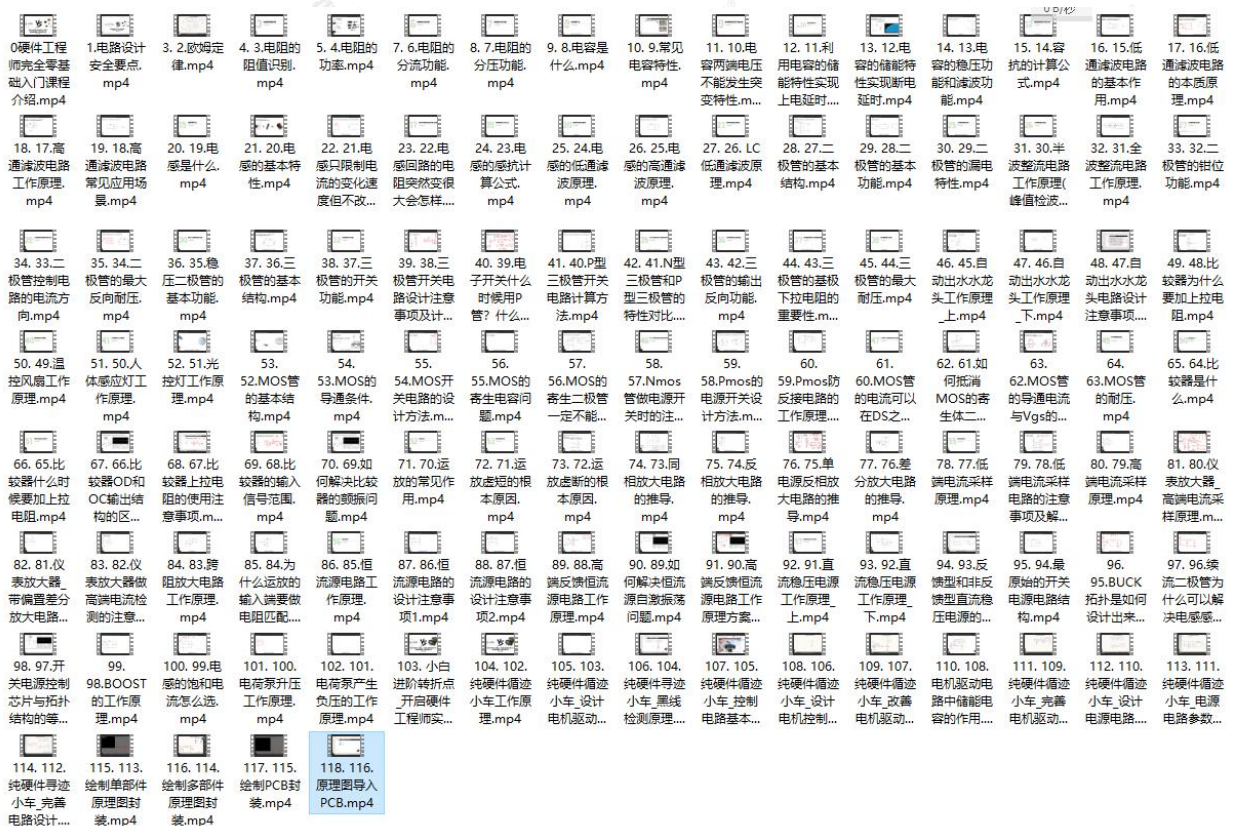 0 B/秒
0硬件工程
师完全零基
础入门课程
介绍.mp4
1.电路设计
安全要点.
mp4
3. 2.欧姆定
律.mp4
4. 3.电阻的
阻值识别.
mp4
5. 4.电阻的
功率.mp4
7. 6.电阻的
分流功能.
mp4
8. 7.电阻的
分压功能.
mp4
9. 8.电容是
什么.mp4
10. 9.常见
电容特性.
mp4
11. 10.电
容两端电压
不能发生突
变特性.m...
12. 11.利
用电容的储
能特性实现
上电延时....
13. 12.电
容的储能特
性实现断电
延时.mp4
14. 13.电
容的稳压功
能和滤波功
能.mp4
15. 14.容
抗的计算公
式.mp4
16. 15.低
通滤波电路
的基本作
用.mp4
17. 16.低
通滤波电路
的本质原
理.mp4
18. 17.高
通滤波电路
工作原理.
mp4
19. 18.高
通滤波电路
常见应用场
景.mp4
20. 19.电
感是什么.
mp4
21. 20.电
感的基本特
性.mp4
22. 21.电
感只限制电
流的变化速
度但不改...
23. 22.电
感回路的电
阻突然变很
大会怎样....
24. 23.电
感的感抗计
算公式.
mp4
25. 24.电
感的低通滤
波原理.
mp4
26. 25.电
感的高通滤
波原理.
mp4
27. 26. LC
低通滤波原
理.mp4
28. 27.二
极管的基本
结构.mp4
29. 28.二
极管的基本
功能.mp4
30. 29.二
极管的漏电
特性.mp4
31. 30.半
波整流电路
工作原理(
峰值检波...
32. 31.全
波整流电路
工作原理.
mp4
33. 32.二
极管的钳位
功能.mp4
34. 33.二
极管控制电
路的电流方
向.mp4
35. 34.二
极管的最大
反向耐压.
mp4
36. 35.稳
压二极管的
基本功能.
mp4
37. 36.三
极管的基本
结构.mp4
38. 37.三
极管的开关
功能.mp4
39. 38.三
极管开关电
路设计注意
事项及计...
40. 39.电
子开关什么
时候用P
管？什么...
41. 40.P型
三极管开关
电路计算方
法.mp4
42. 41.N型
三极管和P
型三极管的
特性对比....
43. 42.三
极管的输出
反向功能.
mp4
44. 43.三
极管的基极
下拉电阻的
重要性.m...
45. 44.三
极管的最大
耐压.mp4
46. 45.自
动出水水龙
头工作原理
_上.mp4
47. 46.自
动出水水龙
头工作原理
_下.mp4
48. 47.自
动出水水龙
头电路设计
注意事项....
49. 48.比
较器为什么
要加上拉电
阻.mp4
50. 49.温
控风扇工作
原理.mp4
51. 50.人
体感应灯工
作原理.
mp4
52. 51.光
控灯工作原
理.mp4
53.
52.MOS管
的基本结
构.mp4
54.
53.MOS的
导通条件.
mp4
55.
54.MOS开
关电路的设
计方法.m...
56.
55.MOS的
寄生电容问
题.mp4
57.
56.MOS的
寄生二极管
一定不能...
58.
57.Nmos
管做电源开
关时的注...
59.
58.Pmos的
电源开关设
计方法.m...
60.
59.Pmos防
反接电路的
工作原理....
61.
60.MOS管
的电流可以
在DS之...
62. 61.如
何抵消
MOS的寄
生体二...
63.
62.MOS管
的导通电流
与Vgs的...
64.
63.MOS管
的耐压.
mp4
65. 64.比
较器是什
么.mp4
66. 65.比
较器什么时
候要加上拉
电阻.mp4
67. 66.比
较器OD和
OC输出结
构的区...
68. 67.比
较器上拉电
阻的使用注
意事项.m...
69. 68.比
较器的输入
信号范围.
mp4
70. 69.如
何解决比较
器的颤振问
题.mp4
71. 70.运
放的常见作
用.mp4
72. 71.运
放虚短的根
本原因.
mp4
73. 72.运
放虚断的根
本原因.
mp4
74. 73.同
相放大电路
的推导.
mp4
75. 74.反
相放大电路
的推导.
mp4
76. 75.单
电源反相放
大电路的推
导.mp4
77. 76.差
分放大电路
的推导.
mp4
78. 77.低
端电流采样
原理.mp4
79. 78.低
端电流采样
电路的注意
事项及解...
80. 79.高
端电流采样
原理.mp4
81. 80.仪
表放大器_
高端电流采
样原理.m...
82. 81.仪
表放大器_
带偏置差分
放大电路...
83. 82.仪
表放大器做
高端电流检
测的注意...
84. 83.跨
阻放大电路
工作原理.
mp4
85. 84.为
什么运放的
输入端要做
电阻匹配....
86. 85.恒
流源电路工
作原理.
mp4
87. 86.恒
流源电路的
设计注意事
项1.mp4
88. 87.恒
流源电路的
设计注意事
项2.mp4
89. 88.高
端反馈恒流
源电路工作
原理.mp4
90. 89.如
何解决恒流
源自激振荡
问题.mp4
91. 90.高
端反馈恒流
源电路工作
原理方案...
92. 91.直
流稳压电源
工作原理_
上.mp4
93. 92.直
流稳压电源
工作原理_
下.mp4
94. 93.反
馈型和非反
馈型直流稳
压电源的...
95. 94.最
原始的开关
电源电路结
构.mp4
96.
95.BUCK
拓扑是如何
设计出来...
97. 96.续
流二极管为
什么可以解
决电感感...
98. 97.开
关电源控制
芯片与拓扑
结构的等...
99.
98.BOOST
的工作原
理.mp4
100. 99.电
感的饱和电
流怎么选.
mp4
101. 100.
电荷泵升压
工作原理.
mp4
102. 101.
电荷泵产生
负压的工作
原理.mp4
103. 小白
进阶转折点
_开启硬件
工程师实...
104. 102.
纯硬件循迹
小车工作原
理.mp4
105. 103.
纯硬件循迹
小车_设计
电机驱动...
106. 104.
纯硬件寻迹
小车_黑线
检测原理....
107. 105.
纯硬件循迹
小车_控制
电路基本...
108. 106.
纯硬件循迹
小车_设计
电机控制...
109. 107.
纯硬件循迹
小车_改善
电机驱动...
110. 108.
电机驱动电
路中储能电
容的作用....
111. 109.
纯硬件循迹
小车_完善
电机驱动...
112. 110.
纯硬件循迹
小车_设计
电源电路....
113. 111.
纯硬件循迹
小车_电源
电路参数...
114. 112.
纯硬件寻迹
小车_完善
电路设计....
115. 113.
绘制单部件
原理图封
装.mp4
116. 114.
绘制多部件
原理图封
装.mp4
117. 115.
绘制PCB封
装.mp4
118. 116.
原理图导入
PCB.mp4